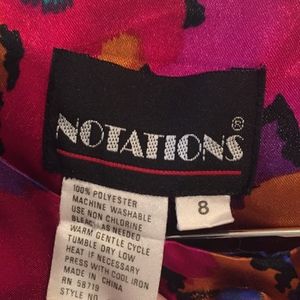 NOTATIONS®
8
100% POLYESTER
MACHINE WASHABLE
USE NON CHLORINE
BLEAC AS NEEDED
WARM GENTLE CYCLE
TUMBLE DRY LOW
HEAT IF NECESSARY
PRESS WITH COOL IRON
MADE IN CHINA
RN 58719
STYLE NO